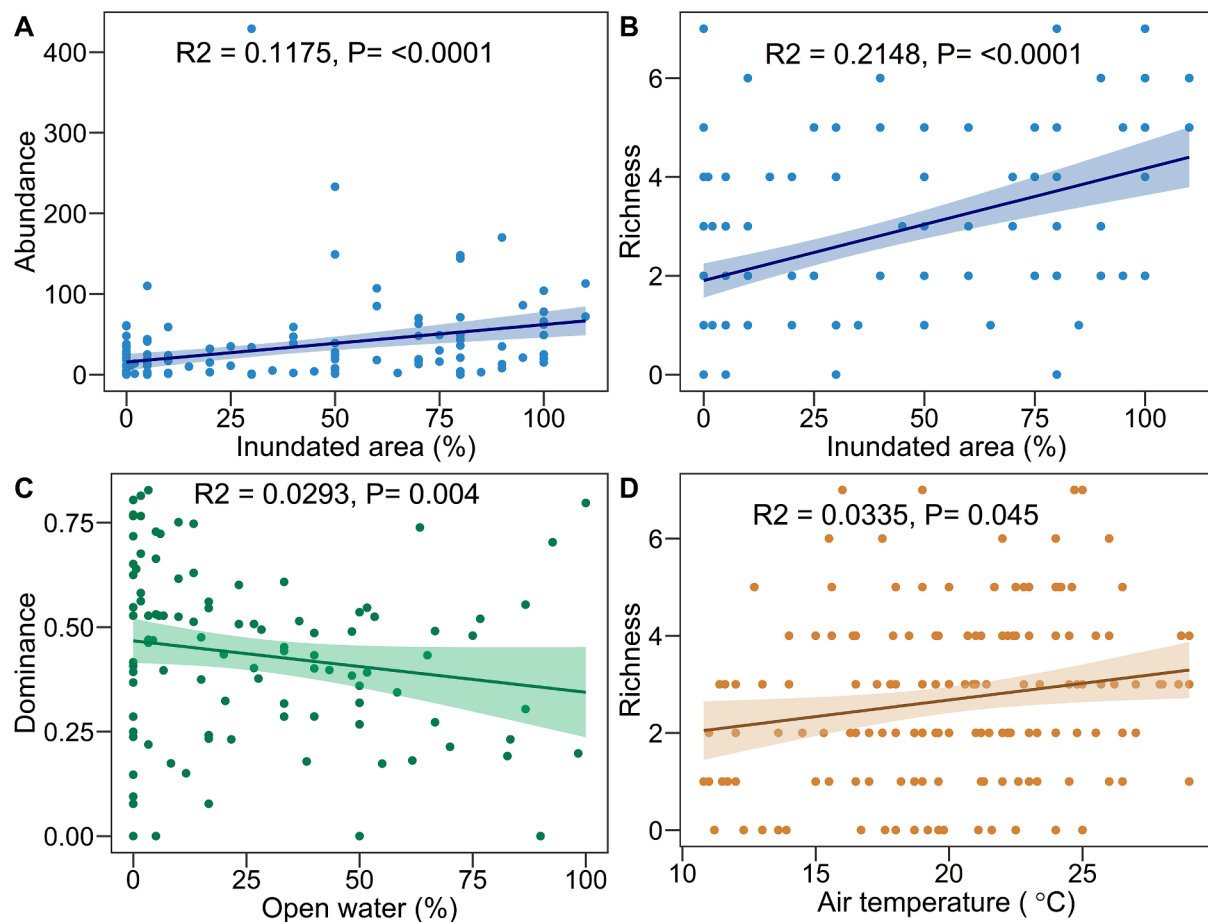 A
R2 = 0.1175, P= <0.0001
400
300
200
100
0
Abundance
0 25 50 75 100
Inundated area (%)
B
R2 = 0.2148, P= <0.0001
6
4
2
0
Richness
0 25 50 75 100
Inundated area (%)
C
R2 = 0.0293, P= 0.004
0.75
0.50
0.25
0.00
Dominance
0 25 50 75 100
Open water (%)
D
R2 = 0.0335, P= 0.045
6
4
2
0
Richness
10 15 20 25
Air temperature ( °C)